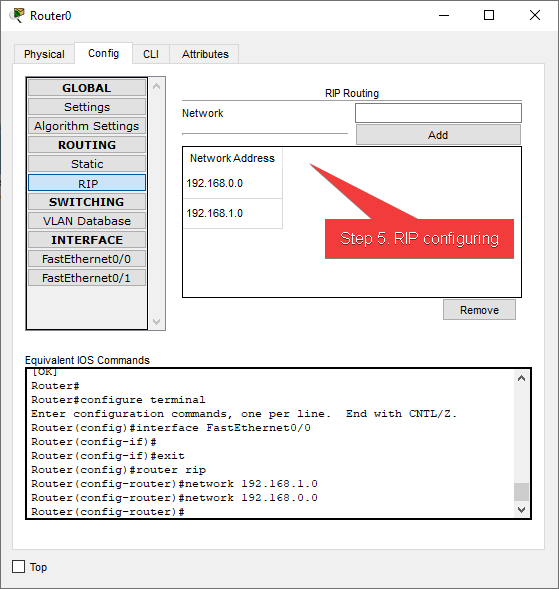 Router0
Physical Config CLI Attributes
GLOBAL
Settings
Algorithm Settings
ROUTING
Static
RIP
SWITCHING
VLAN Database
INTERFACE
FastEthernet0/0
FastEthernet0/1
RIP Routing
Network
Add
Network Address
192.168.0.0
192.168.1.0
Step 5. RIP configuring
Remove
Equivalent IOS Commands
[OK]
Router#
Router#configure terminal
Enter configuration commands, one per line.  End with CNTL/Z.
Router(config)#interface FastEthernet0/0
Router(config-if)#
Router(config-if)#exit
Router(config)#router rip
Router(config-router)#network 192.168.1.0
Router(config-router)#network 192.168.0.0
Router(config-router)#
Top